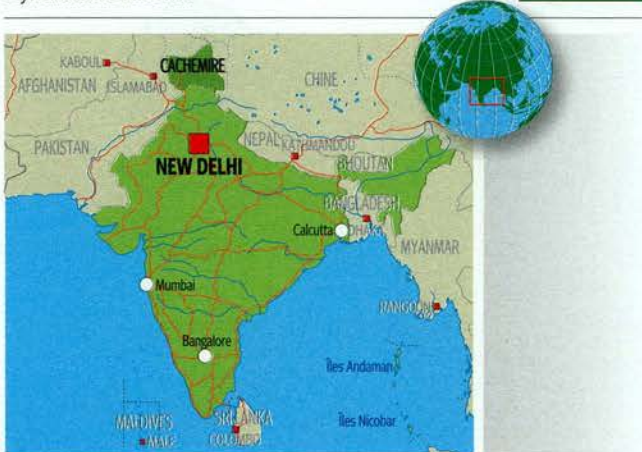 KABOUL
CACHEMIRE
AFGHANISTAN
ISLAMABAD
CHINE
PAKISTAN
NEPAL
KATHMANDOU
NEW DELHI
BHOUTAN
BANGLADESH
Calcutta
DHAKA
MYANMAR
Mumbai
RANGOON
Bangalore
Îles Andaman
MALDIVES
SRI LANKA
Îles Nicobar
MALE
COLOMBO